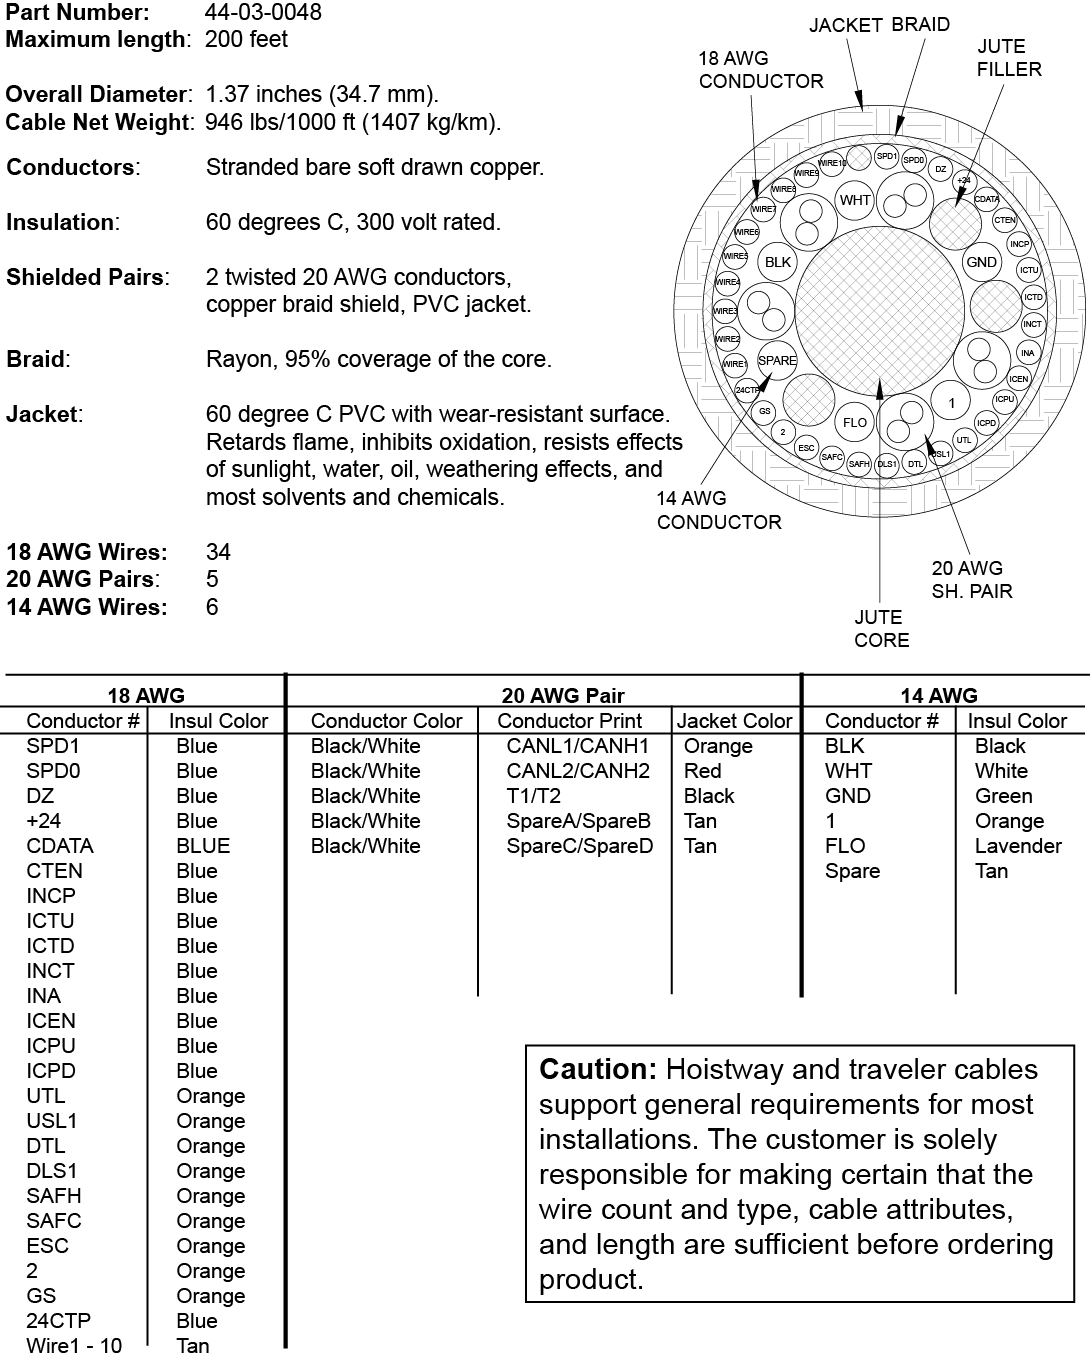 Part Number: 44-03-0048
Maximum length: 200 feet
Overall Diameter: 1.37 inches (34.7 mm).
Cable Net Weight: 946 lbs/1000 ft (1407 kg/km).
Conductors: Stranded bare soft drawn copper.
Insulation: 60 degrees C, 300 volt rated.
Shielded Pairs: 2 twisted 20 AWG conductors,
copper braid shield, PVC jacket.
Braid: Rayon, 95% coverage of the core.
Jacket: 60 degree C PVC with wear-resistant surface.
Retards flame, inhibits oxidation, resists effects
of sunlight, water, oil, weathering effects, and
most solvents and chemicals.
18 AWG Wires: 34
20 AWG Pairs: 5
14 AWG Wires: 6
JACKET BRAID
JUTE
FILLER
18 AWG
CONDUCTOR
14 AWG
CONDUCTOR
20 AWG
SH. PAIR
JUTE
CORE
SPD1
SPD0
DZ
+24
CDATA
CTEN
INCP
ICTU
ICTD
INCT
INA
ICEN
ICPU
ICPD
UTL
USL1
DTL
DLS1
SAFH
SAFC
ESC
2
GS
24CTP
WIRE1
WIRE2
WIRE3
WIRE4
WIRE5
WIRE6
WIRE7
WIRE8
WIRE9
WIRE10
WHT
GND
1
FLO
SPARE
BLK
18 AWG 20 AWG Pair 14 AWG
Conductor # Insul Color Conductor Color Conductor Print Jacket Color Conductor # Insul Color
SPD1 Blue Black/White CANL1/CANH1 Orange BLK Black
SPD0 Blue Black/White CANL2/CANH2 Red WHT White
DZ Blue Black/White T1/T2 Black GND Green
+24 Blue Black/White SpareA/SpareB Tan 1 Orange
CDATA BLUE Black/White SpareC/SpareD Tan FLO Lavender
CTEN Blue Spare Tan
INCP Blue
ICTU Blue
ICTD Blue
INCT Blue
INA Blue
ICEN Blue
ICPU Blue
ICPD Blue
UTL Orange
USL1 Orange
DTL Orange
DLS1 Orange
SAFH Orange
SAFC Orange
ESC Orange
2 Orange
GS Orange
24CTP Blue
Wire1 - 10 Tan
Caution: Hoistway and traveler cables
support general requirements for most
installations. The customer is solely
responsible for making certain that the
wire count and type, cable attributes,
and length are sufficient before ordering
product.